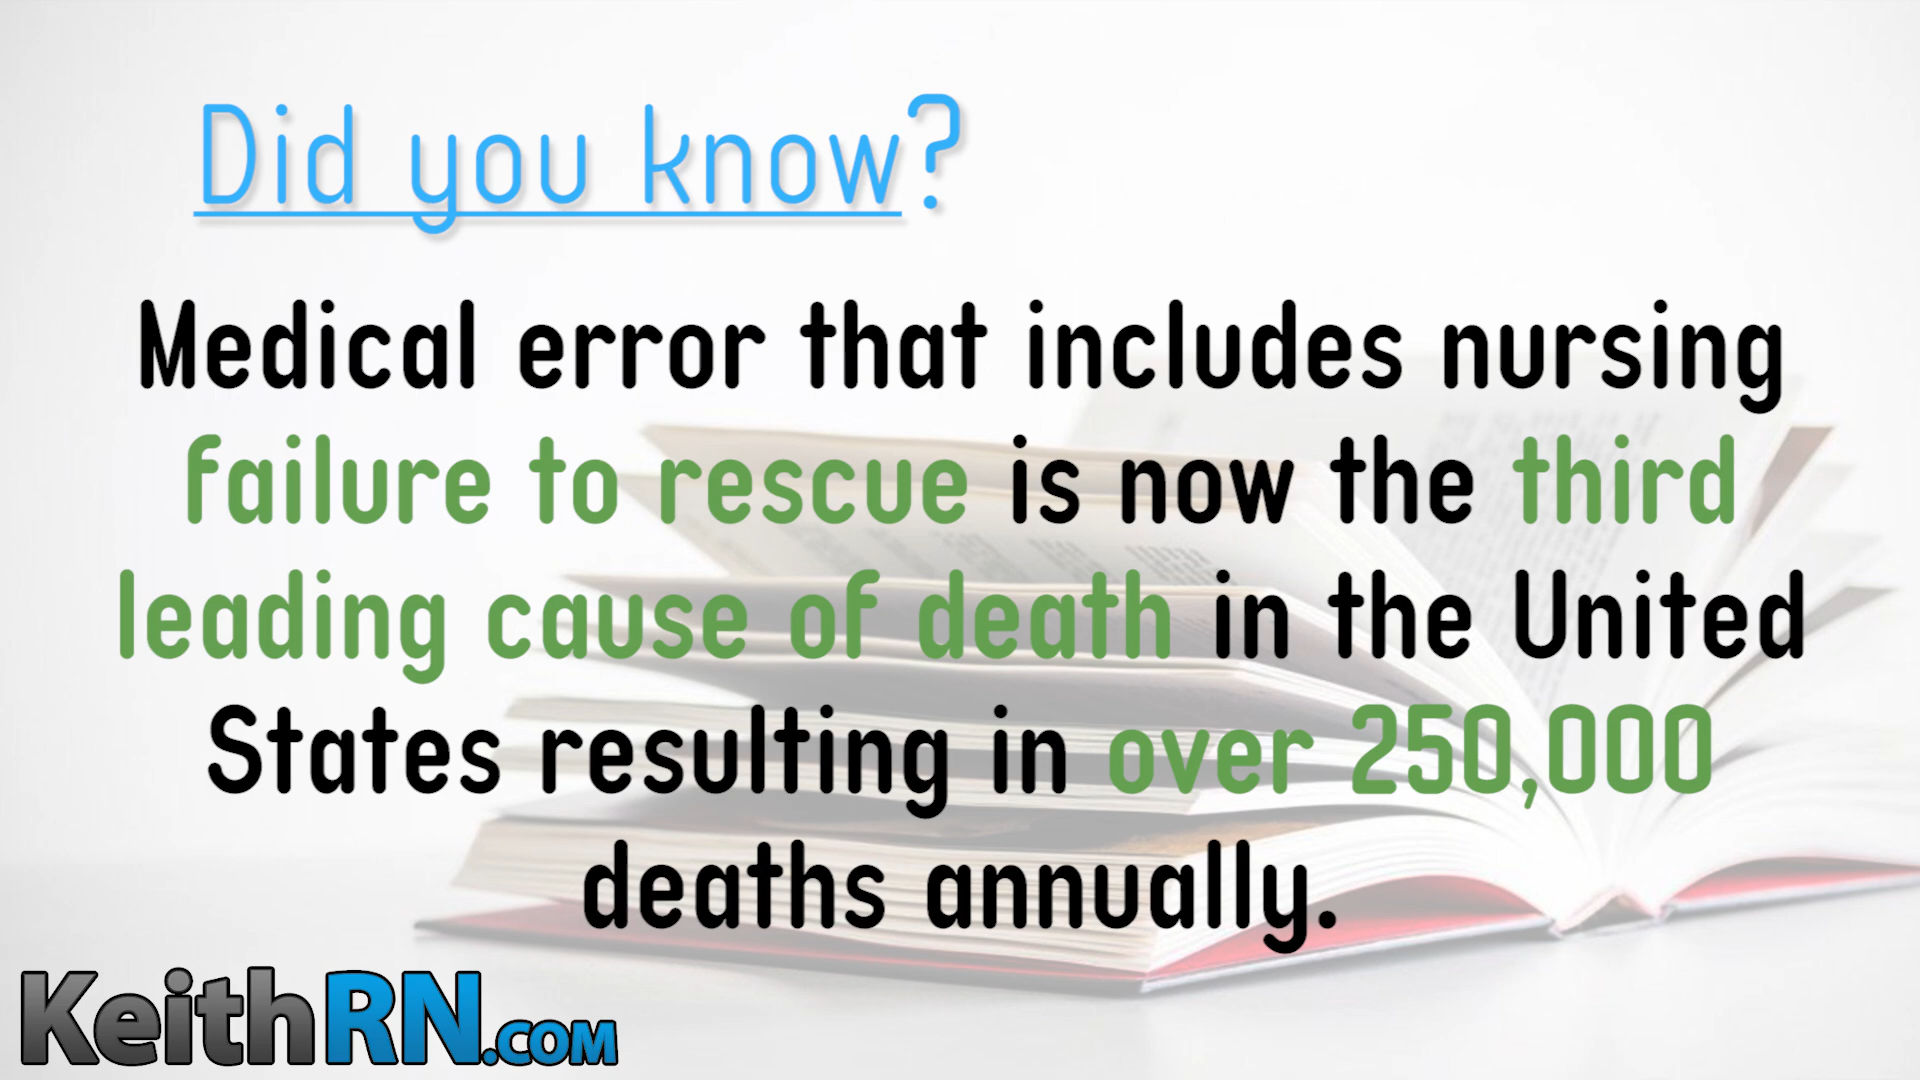 Did you know?
Medical error that includes nursing
failure to rescue is now the third
leading cause of death in the United
States resulting in over 250,000
deaths annually.
KeithRN.COM